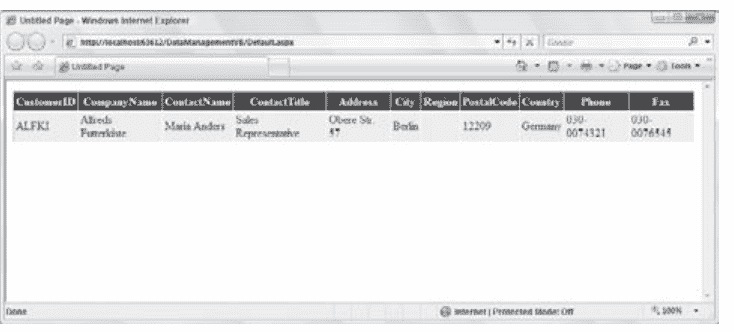 Untitled Page - Windows Internet Explorer
http://localhost:63612/DataManagementVB/Default.aspx
Google
Untitled Page
Page
Tools
CustomerID CompanyName ContactName ContactTitle Address City Region PostalCode Country Phone Fax
ALFKI Alfreds Futterkiste Maria Anders Sales Representative Obere Str. 57 Berlin 12209 Germany 030-0074321 030-0076545
Done
Internet | Protected Mode: Off
100%